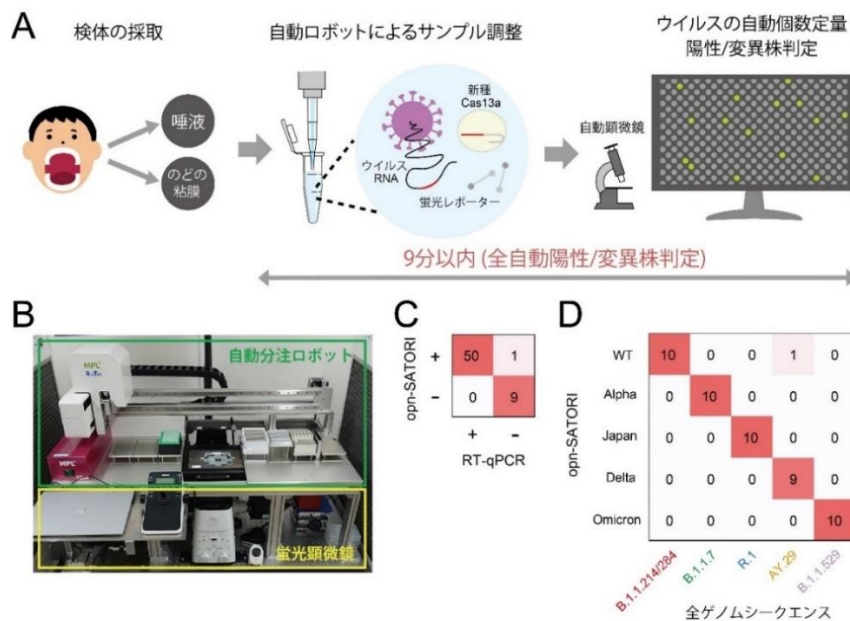 A
検体の採取
唾液
のどの
粘膜
自動ロボットによるサンプル調整
新種
Cas13a
ウイルス
RNA
蛍光レポーター
ウイルスの自動個数定量
陽性/変異株判定
自動顕微鏡
9分以内 (全自動陽性/変異株判定)
B
自動分注ロボット
MPL
MPL
蛍光顕微鏡
C
opn-SATORI
+
50
1
−
0
9
+
−
RT-qPCR
D
opn-SATORI
WT
10
0
0
1
0
Alpha
0
10
0
0
0
Japan
0
0
10
0
0
Delta
0
0
0
9
0
Omicron
0
0
0
0
10
B.1.1.214/284
B.1.1.7
R.1
AY.29
B.1.1.529
全ゲノムシークエンス